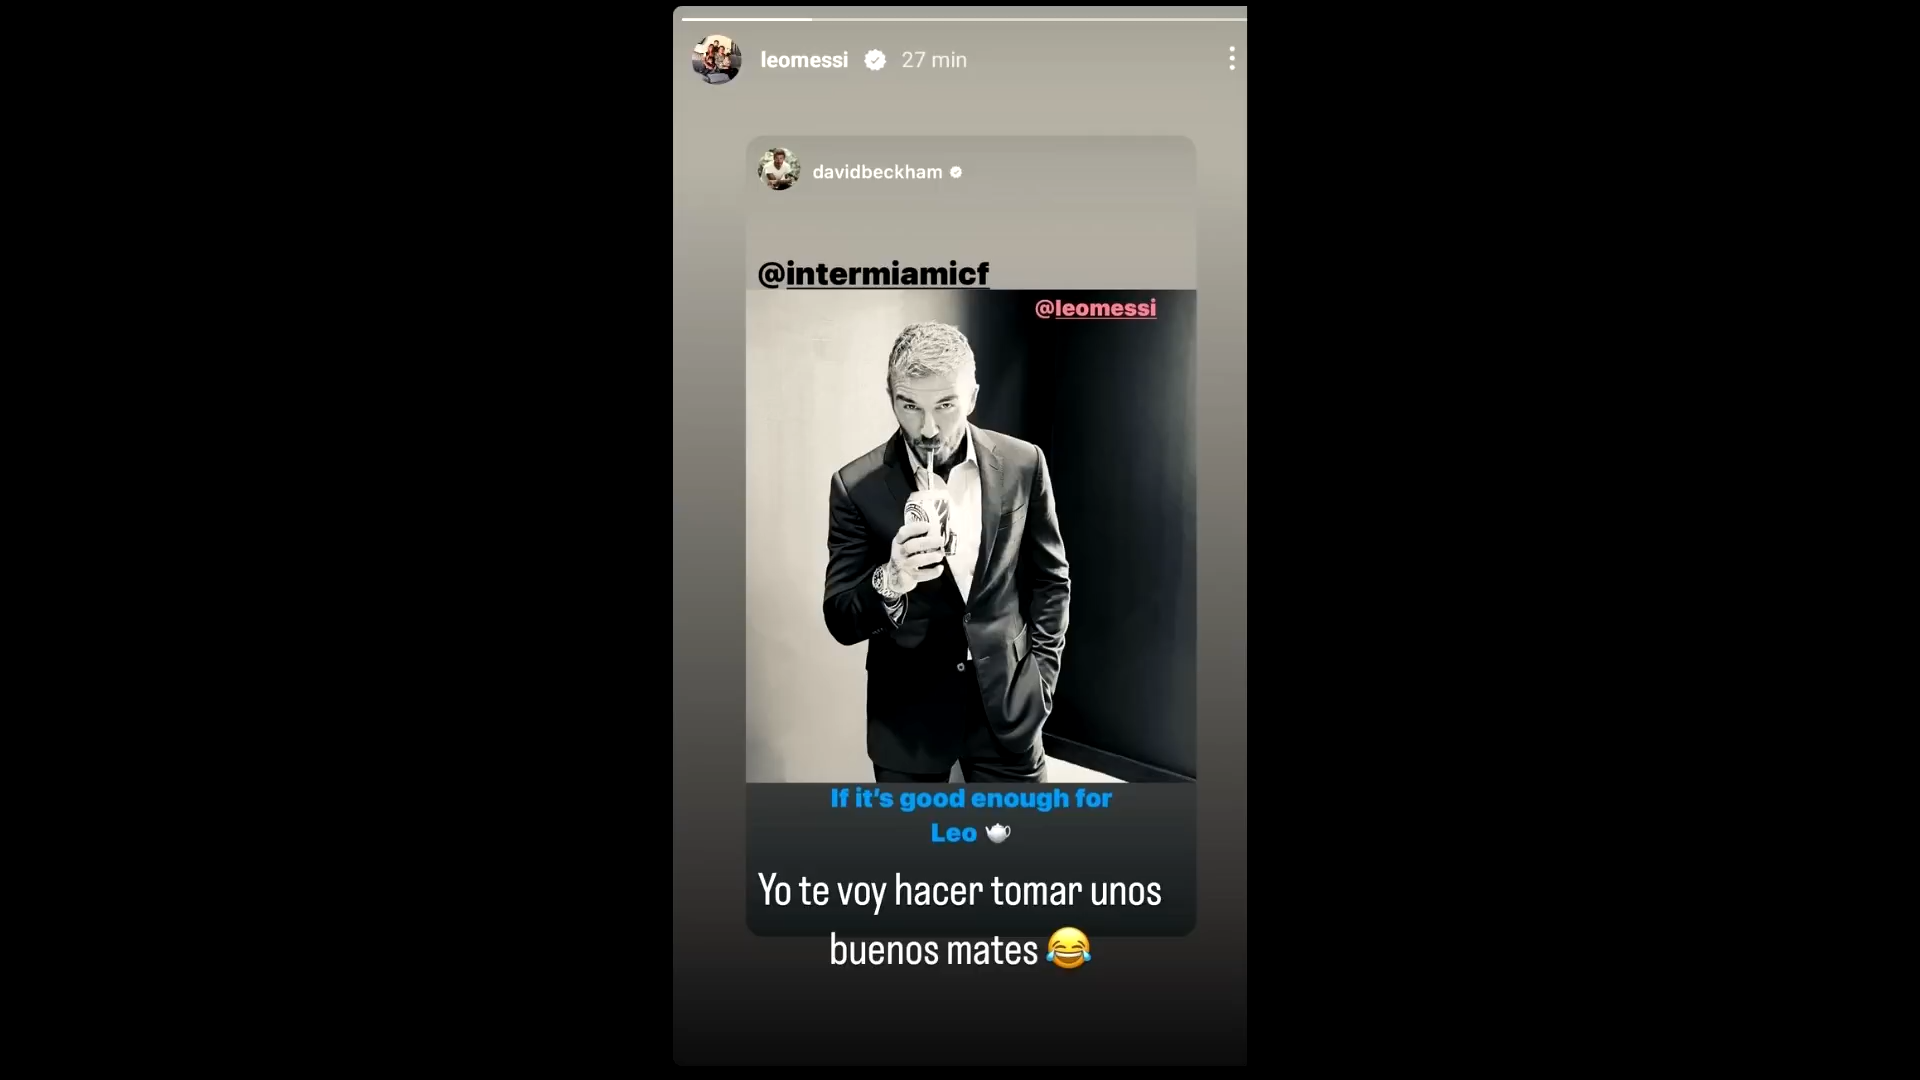 leomessi 27 min
davidbeckham
@intermiamicf
@leomessi
If it's good enough for
Leo
Yo te voy hacer tomar unos
buenos mates 😂